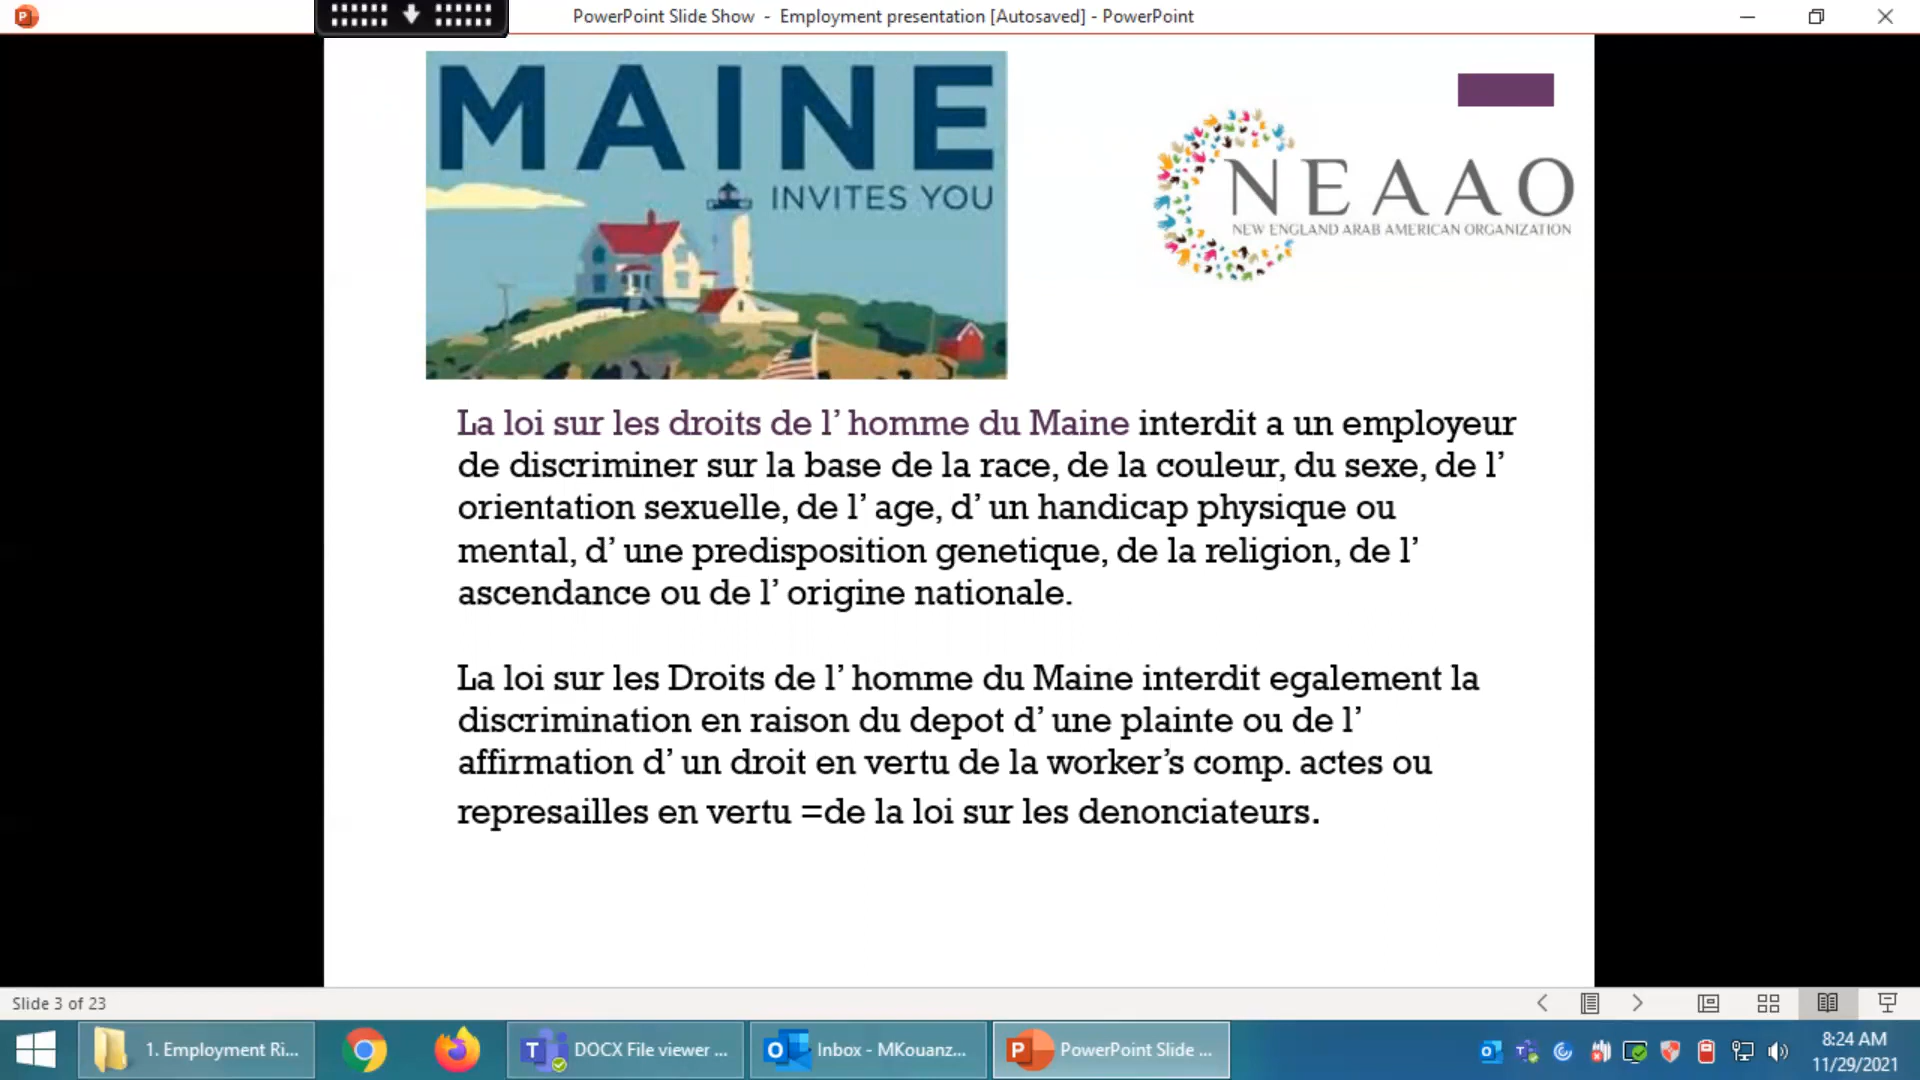 PowerPoint Slide Show - Employment presentation [Autosaved] - PowerPoint
MAINE
INVITES YOU
NEAAO
NEW ENGLAND ARAB AMERICAN ORGANIZATION
La loi sur les droits de l’ homme du Maine interdit a un employeur
de discriminer sur la base de la race, de la couleur, du sexe, de l’
orientation sexuelle, de l’ age, d’ un handicap physique ou
mental, d’ une predisposition genetique, de la religion, de l’
ascendance ou de l’ origine nationale.
La loi sur les Droits de l’ homme du Maine interdit egalement la
discrimination en raison du depot d’ une plainte ou de l’
affirmation d’ un droit en vertu de la worker’s comp. actes ou
represailles en vertu =de la loi sur les denonciateurs.
Slide 3 of 23
1. Employment Ri...
DOCX File viewer ...
Inbox - MKouanz...
PowerPoint Slide ...
8:24 AM
11/29/2021